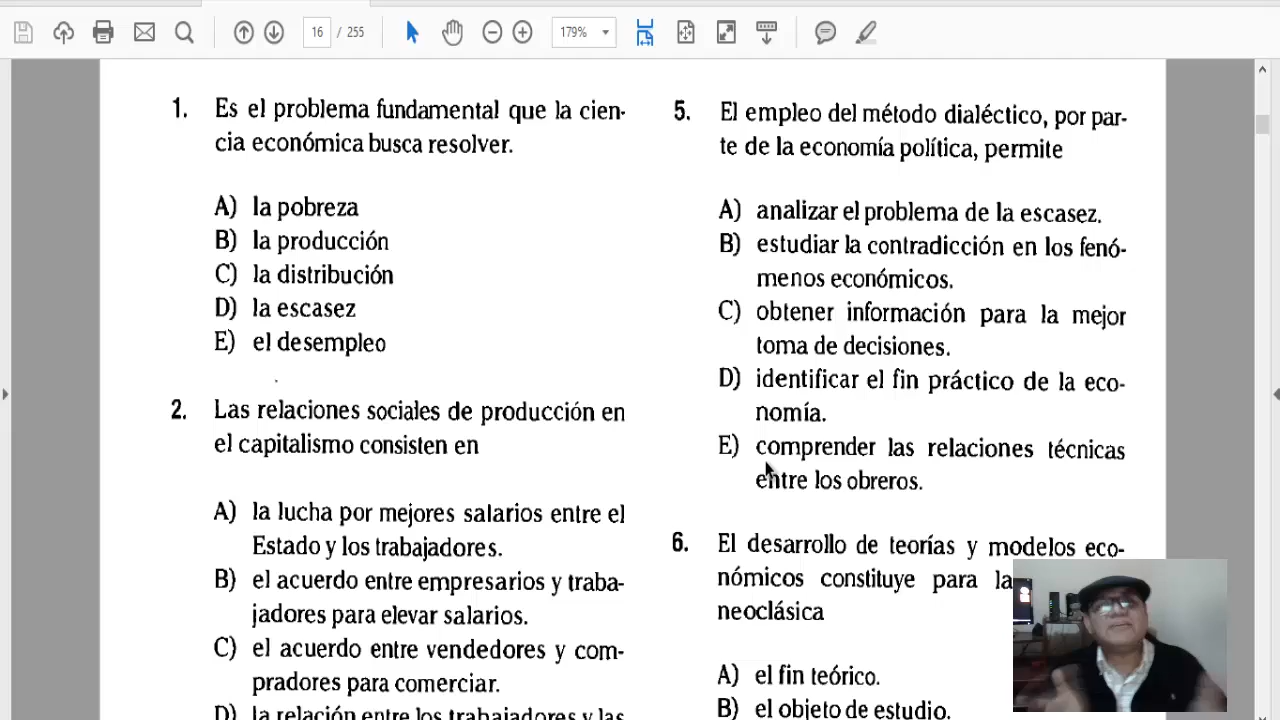 16 / 255
179%
1. Es el problema fundamental que la cien-
cia económica busca resolver.
A) la pobreza
B) la producción
C) la distribución
D) la escasez
E) el desempleo
2. Las relaciones sociales de producción en
el capitalismo consisten en
A) la lucha por mejores salarios entre el
Estado y los trabajadores.
B) el acuerdo entre empresarios y traba-
jadores para elevar salarios.
C) el acuerdo entre vendedores y com-
pradores para comerciar.
D) la relación entre los trabajadores y las
5. El empleo del método dialéctico, por par-
te de la economía política, permite
A) analizar el problema de la escasez.
B) estudiar la contradicción en los fenó-
menos económicos.
C) obtener información para la mejor
toma de decisiones.
D) identificar el fin práctico de la eco-
nomía.
E) comprender las relaciones técnicas
entre los obreros.
6. El desarrollo de teorías y modelos eco-
nómicos constituye para la
neoclásica
A) el fin teórico.
B) el objeto de estudio.